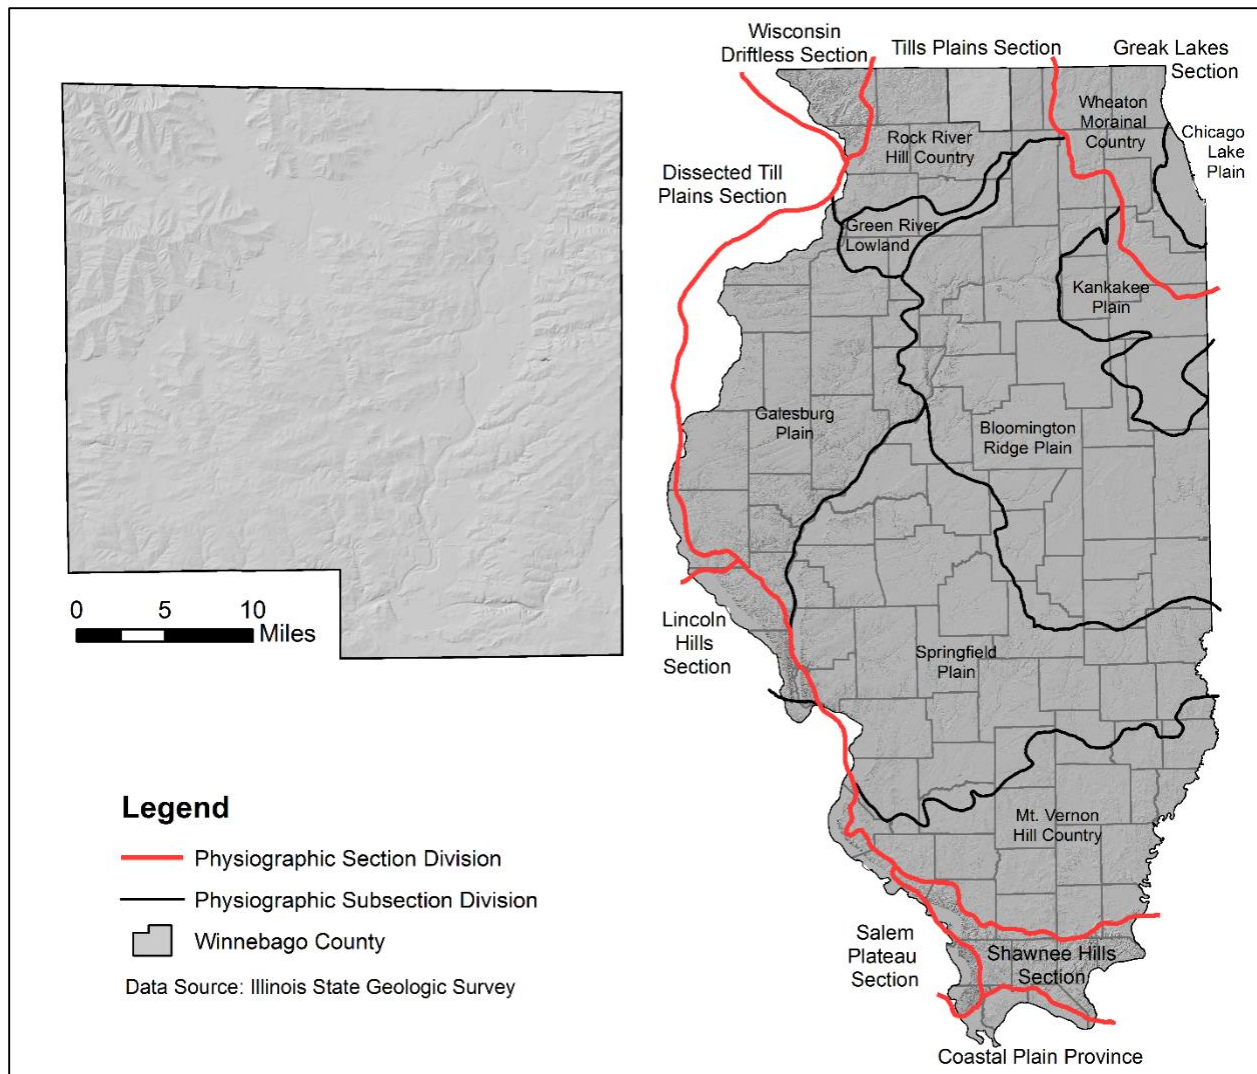 Wisconsin
Driftless Section
Tills Plains Section
Greak Lakes
Section
Wheaton
Morainal
Country
Chicago
Lake
Plain
Rock River
Hill Country
Dissected Till
Plains Section
Green River
Lowland
Kankakee
Plain
Galesburg
Plain
Bloomington
Ridge Plain
0 5 10
Miles
Lincoln
Hills
Section
Springfield
Plain
Legend
Physiographic Section Division
Physiographic Subsection Division
Winnebago County
Data Source: Illinois State Geologic Survey
Mt. Vernon
Hill Country
Salem
Plateau
Section
Shawnee Hills
Section
Coastal Plain Province